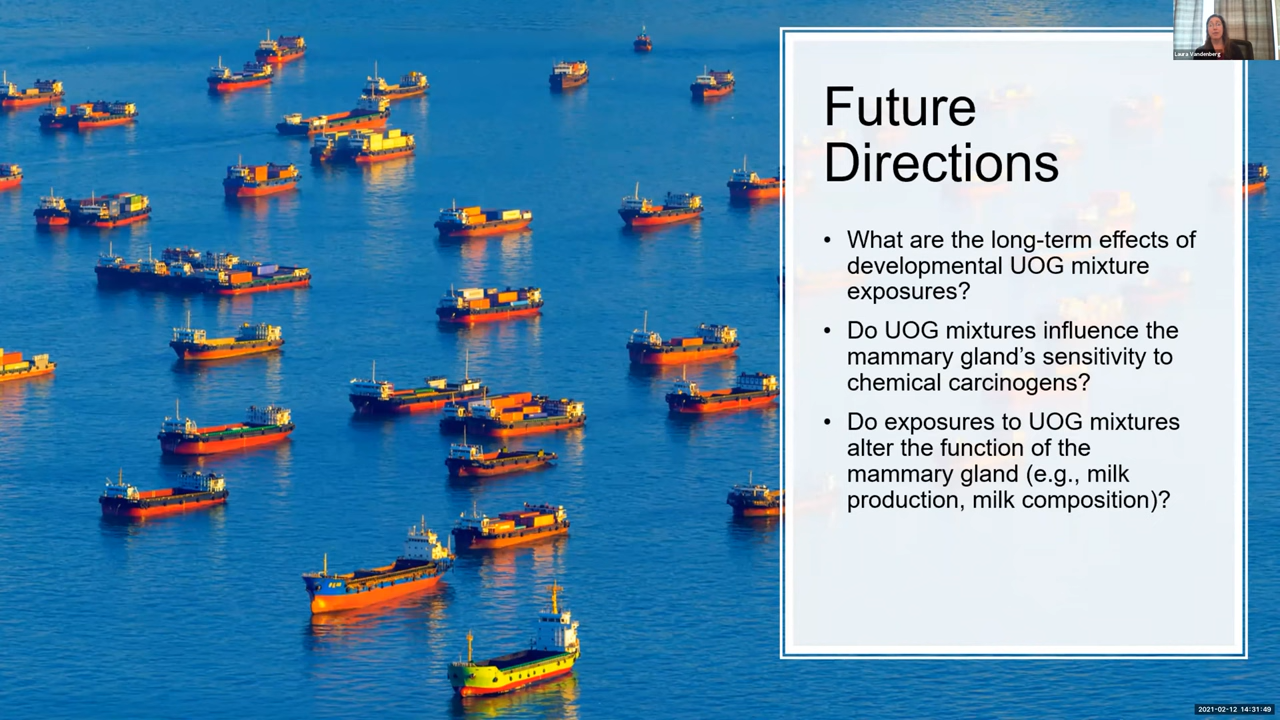 Laura Vandenberg
Future
Directions
• What are the long-term effects of
developmental UOG mixture
exposures?
• Do UOG mixtures influence the
mammary gland’s sensitivity to
chemical carcinogens?
• Do exposures to UOG mixtures
alter the function of the
mammary gland (e.g., milk
production, milk composition)?
2021-02-12 14:31:49